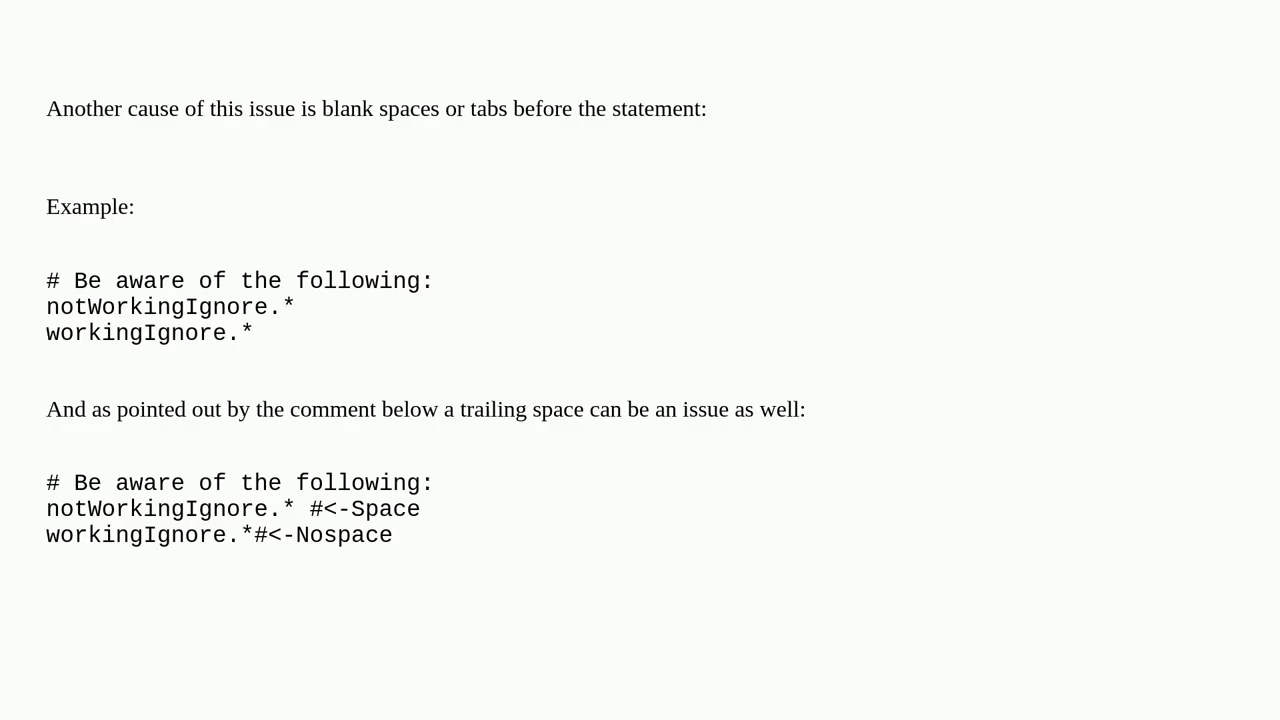 Another cause of this issue is blank spaces or tabs before the statement:
Example:
# Be aware of the following:
notWorkingIgnore.*
workingIgnore.*
And as pointed out by the comment below a trailing space can be an issue as well:
# Be aware of the following:
notWorkingIgnore.* #<-Space
workingIgnore.*#<-Nospace